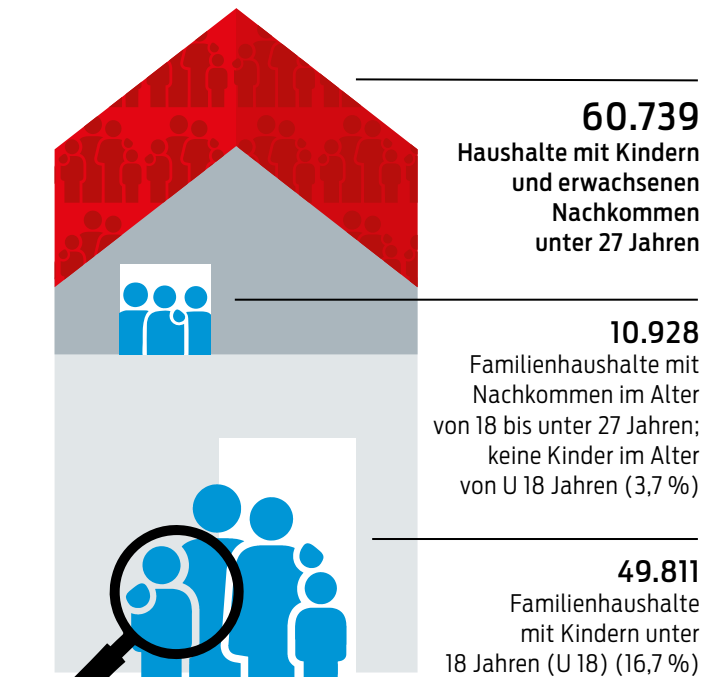 60.739
Haushalte mit Kindern
und erwachsenen
Nachkommen
unter 27 Jahren
10.928
Familienhaushalte mit
Nachkommen im Alter
von 18 bis unter 27 Jahren;
keine Kinder im Alter
von U 18 Jahren (3,7 %)
49.811
Familienhaushalte
mit Kindern unter
18 Jahren (U 18) (16,7 %)